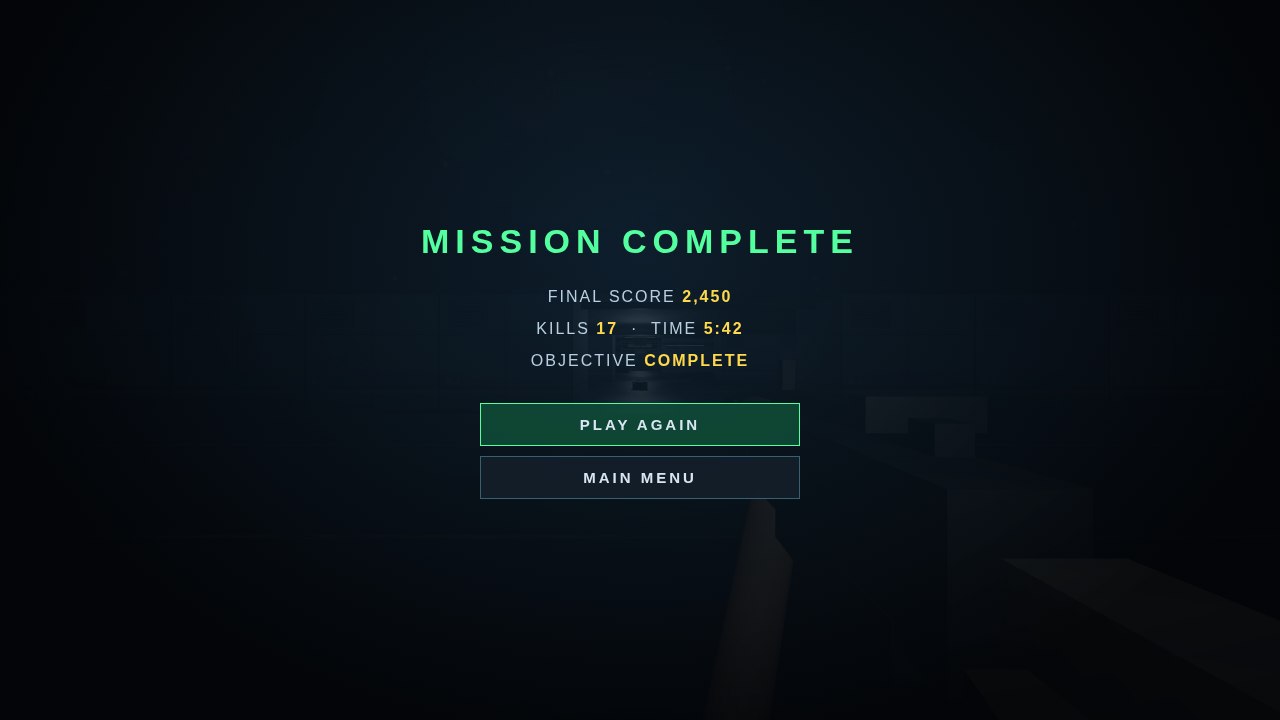 MISSION COMPLETE
FINAL SCORE 2,450
KILLS 17 · TIME 5:42
OBJECTIVE COMPLETE
PLAY AGAIN
MAIN MENU